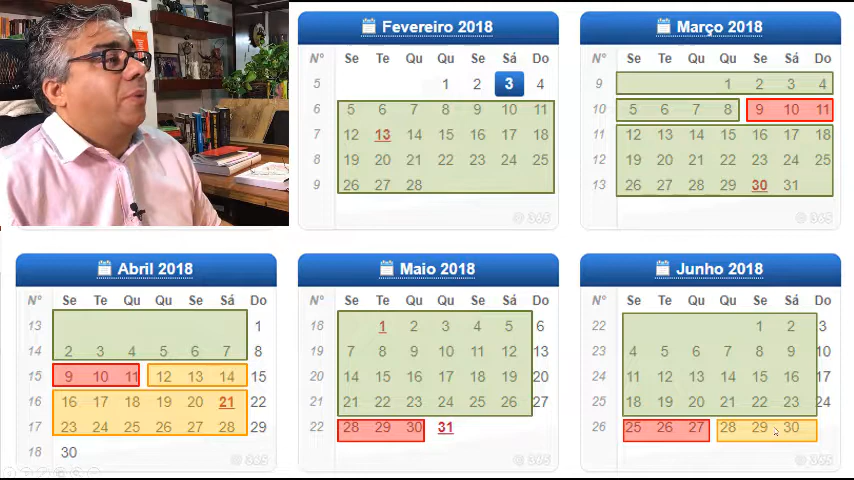 Fevereiro 2018
Nº Se Te Qu Qu Se Sá Do
5 1 2 3 4
6 5 6 7 8 9 10 11
7 12 13 14 15 16 17 18
8 19 20 21 22 23 24 25
9 26 27 28
© 365
Março 2018
Nº Se Te Qu Qu Se Sá Do
9 1 2 3 4
10 5 6 7 8 9 10 11
11 12 13 14 15 16 17 18
12 19 20 21 22 23 24 25
13 26 27 28 29 30 31
© 365
Abril 2018
Nº Se Te Qu Qu Se Sá Do
13 1
14 2 3 4 5 6 7 8
15 9 10 11 12 13 14 15
16 16 17 18 19 20 21 22
17 23 24 25 26 27 28 29
18 30
© 365
Maio 2018
Nº Se Te Qu Qu Se Sá Do
18 1 2 3 4 5 6
19 7 8 9 10 11 12 13
20 14 15 16 17 18 19 20
21 21 22 23 24 25 26 27
22 28 29 30 31
© 365
Junho 2018
Nº Se Te Qu Qu Se Sá Do
22 1 2 3
23 4 5 6 7 8 9 10
24 11 12 13 14 15 16 17
25 18 19 20 21 22 23 24
26 25 26 27 28 29 30
© 365